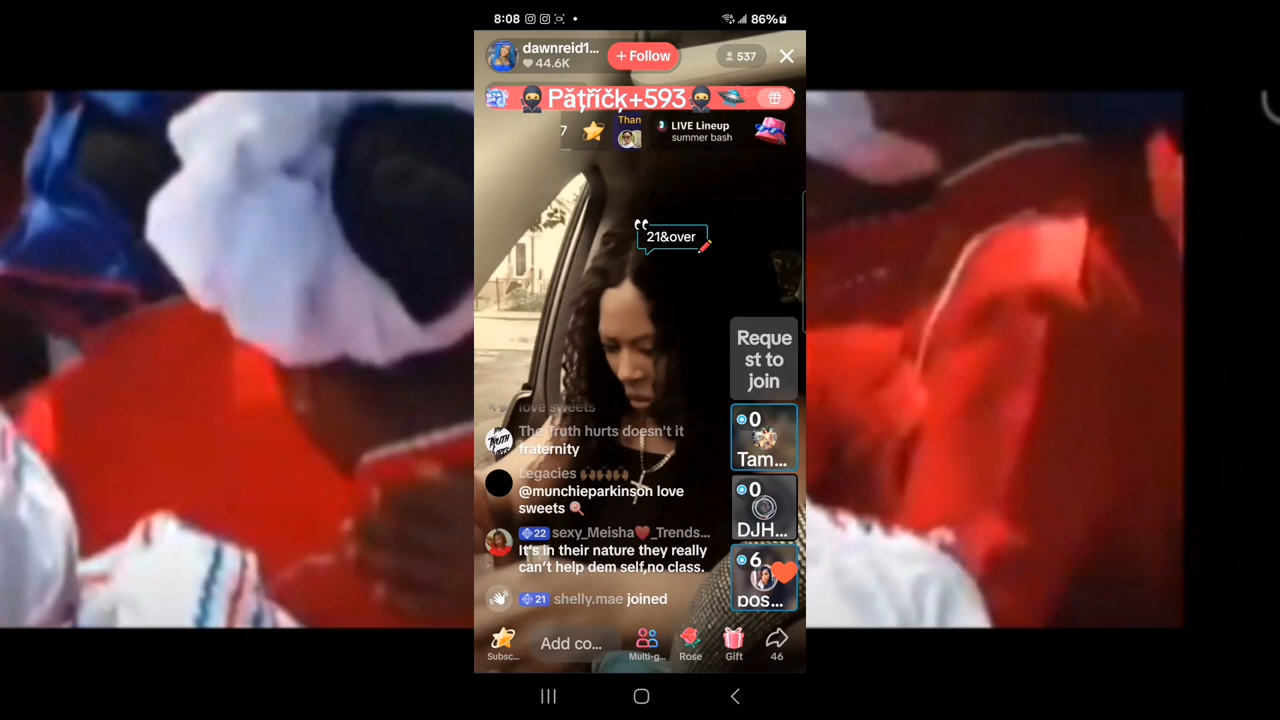 8:08
86%
dawnreid1...
44.6K
+ Follow
537
Pățříčķ+593
7
Than
LIVE Lineup
summer bash
21&over
Reque
st to
join
love sweets
The Truth hurts doesn't it
fraternity
Legacies
@munchieparkinson love
sweets
22 sexy_Meisha❤️_Trends...
It's in their nature they really
can't help dem self,no class.
21 shelly.mae joined
0
Tam...
0
DJH...
6
pos...
Subsc...
Add co...
Multi-g...
Rose
Gift
46